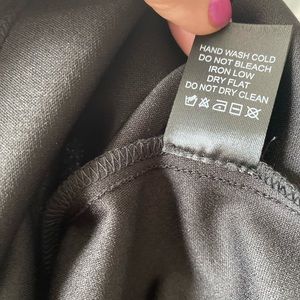 HAND WASH COLD
DO NOT BLEACH
IRON LOW
DRY FLAT
DO NOT DRY CLEAN